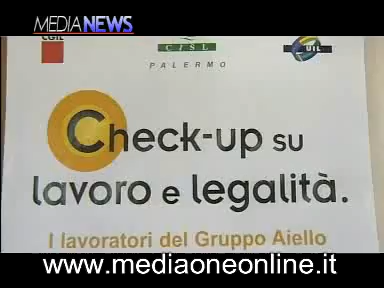 MEDIANEWS
CGIL CISL UIL
PALERMO
Check-up su
lavoro e legalità.
I lavoratori del Gruppo Aiello
www.mediaoneonline.it